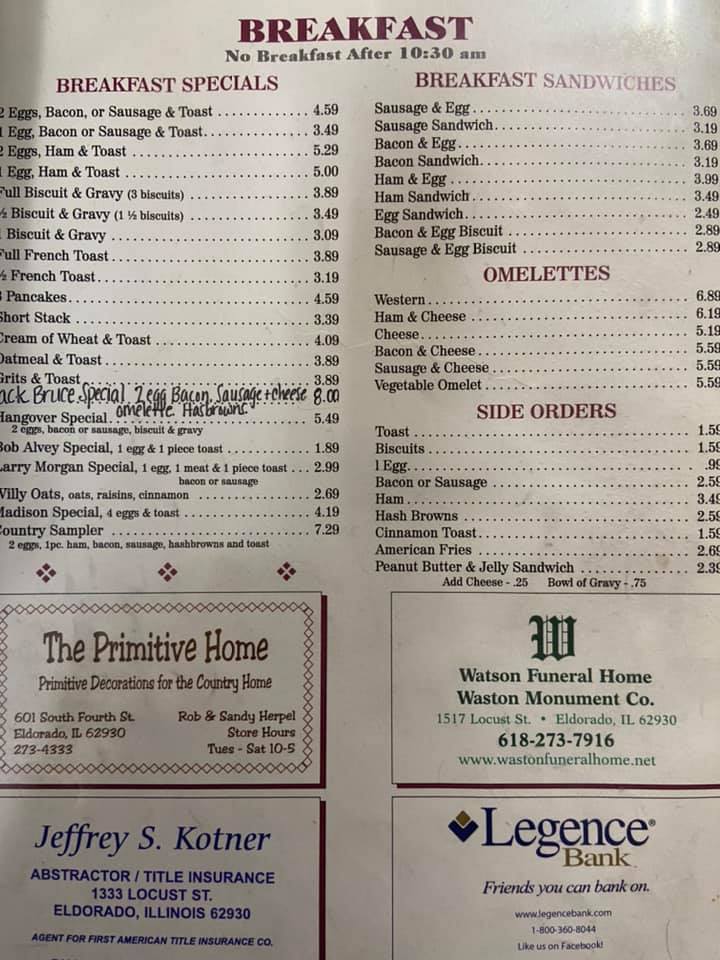 BREAKFAST
No Breakfast After 10:30 am
BREAKFAST SPECIALS
2 Eggs, Bacon, or Sausage & Toast 4.59
1 Egg, Bacon or Sausage & Toast 3.49
2 Eggs, Ham & Toast 5.29
1 Egg, Ham & Toast 5.00
Full Biscuit & Gravy (3 biscuits) 3.89
½ Biscuit & Gravy (1 ½ biscuits) 3.49
1 Biscuit & Gravy 3.09
Full French Toast 3.89
½ French Toast 3.19
3 Pancakes 4.59
Short Stack 3.39
Cream of Wheat & Toast 4.09
Oatmeal & Toast 3.89
Grits & Toast 3.89
ack Bruce Special 2 egg Bacon, Sausage + cheese 8.00
omelette Hasbrowns
Hangover Special 5.49
2 eggs, bacon or sausage, biscuit & gravy
Bob Alvey Special, 1 egg & 1 piece toast 1.89
Larry Morgan Special, 1 egg, 1 meat & 1 piece toast 2.99
bacon or sausage
Willy Oats, oats, raisins, cinnamon 2.69
Madison Special, 4 eggs & toast 4.19
Country Sampler 7.29
2 eggs, 1pc. ham, bacon, sausage, hashbrowns and toast
BREAKFAST SANDWICHES
Sausage & Egg 3.69
Sausage Sandwich 3.19
Bacon & Egg 3.69
Bacon Sandwich 3.19
Ham & Egg 3.99
Ham Sandwich 3.49
Egg Sandwich 2.49
Bacon & Egg Biscuit 2.89
Sausage & Egg Biscuit 2.89
OMELETTES
Western 6.89
Ham & Cheese 6.19
Cheese 5.19
Bacon & Cheese 5.59
Sausage & Cheese 5.59
Vegetable Omelet 5.59
SIDE ORDERS
Toast 1.59
Biscuits 1.59
1 Egg .99
Bacon or Sausage 2.59
Ham 3.49
Hash Browns 2.59
Cinnamon Toast 1.59
American Fries 2.69
Peanut Butter & Jelly Sandwich 2.39
Add Cheese - .25 Bowl of Gravy - .75
The Primitive Home
Primitive Decorations for the Country Home
601 South Fourth St. Rob & Sandy Herpel
Eldorado, IL 62930 Store Hours
273-4333 Tues - Sat 10-5
W
Watson Funeral Home
Waston Monument Co.
1517 Locust St. • Eldorado, IL 62930
618-273-7916
www.wastonfuneralhome.net
Jeffrey S. Kotner
ABSTRACTOR / TITLE INSURANCE
1333 LOCUST ST.
ELDORADO, ILLINOIS 62930
AGENT FOR FIRST AMERICAN TITLE INSURANCE CO.
Legence®
Bank
Friends you can bank on.
www.legencebank.com
1-800-360-8044
Like us on Facebook!